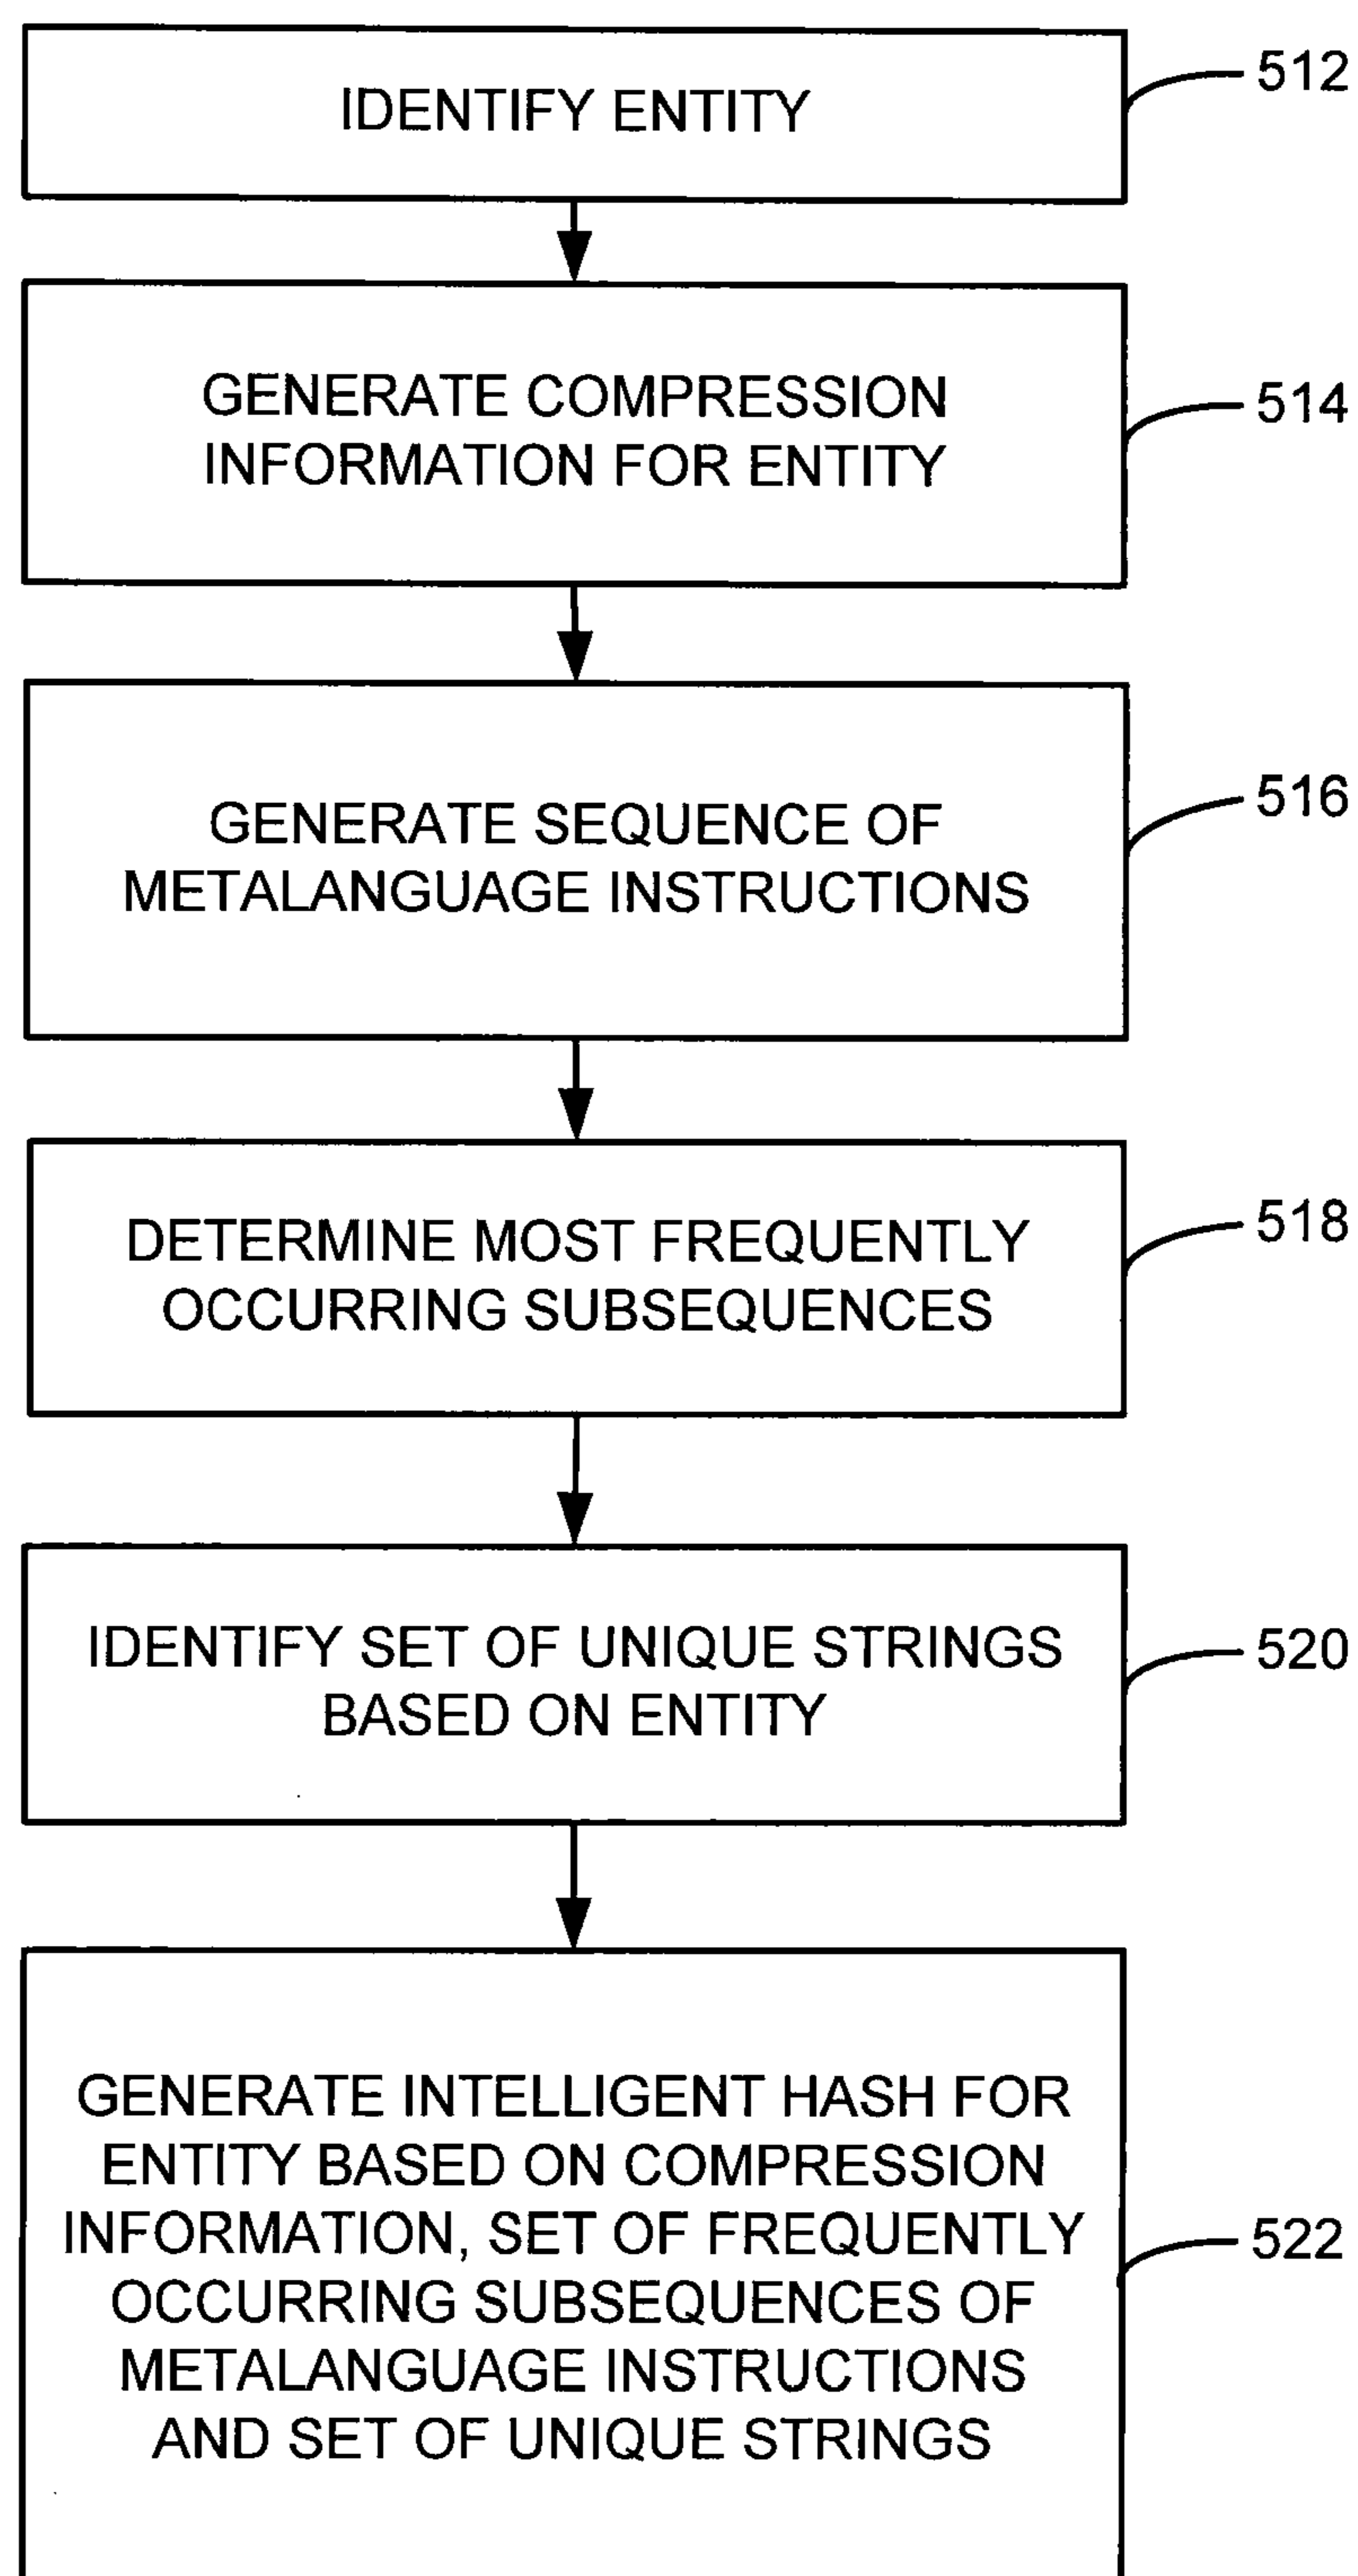 IDENTIFY ENTITY
512
GENERATE COMPRESSION
INFORMATION FOR ENTITY
514
GENERATE SEQUENCE OF
METALANGUAGE INSTRUCTIONS
516
DETERMINE MOST FREQUENTLY
OCCURRING SUBSEQUENCES
518
IDENTIFY SET OF UNIQUE STRINGS
BASED ON ENTITY
520
GENERATE INTELLIGENT HASH FOR
ENTITY BASED ON COMPRESSION
INFORMATION, SET OF FREQUENTLY
OCCURRING SUBSEQUENCES OF
METALANGUAGE INSTRUCTIONS
AND SET OF UNIQUE STRINGS
522